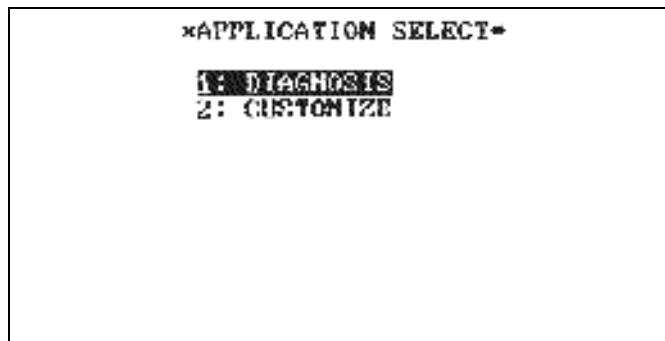 *APPLICATION SELECT*
1: DIAGNOSIS
2: CUSTOMIZE